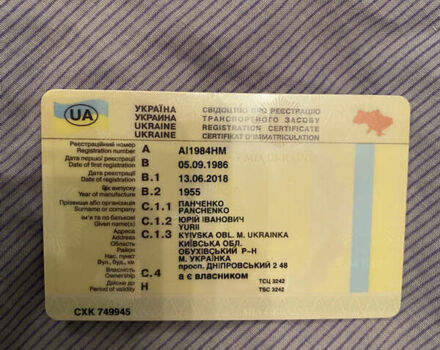 UA
УКРАЇНА СВІДОЦТВО ПРО РЕЄСТРАЦІЮ
УКРАИНА ТРАНСПОРТНОГО ЗАСОБУ
UKRAINE REGISTRATION CERTIFICATE
UKRAINE CERTIFICAT D'IMMATRICULATION
Реєстраційний номер
Registration number A AI1984HM
Дата першої реєстрації
Date of first registration B 05.09.1986
Дата реєстрації
Date of registration B.1 13.06.2018
Рік випуску
Year of manufacture B.2 1955
Прізвище або організація C.1.1 ПАНЧЕНКО
Surname or company PANCHENKO
Ім'я та по батькові C.1.2 ЮРІЙ ІВАНОВИЧ
Given name(s) YURII
Адреса C.1.3 KYIVSKA OBL. M. UKRAINKA
Address
Область КИЇВСЬКА ОБЛ.
Район ОБУХІВСЬКИЙ Р-Н
Нас. пункт М. УКРАЇНКА
Вул., буд., кв. просп. ДНІПРОВСЬКИЙ 2 48
Власність C.4 а є власником
Ownership
Дійсне до H ТСЦ 3242
Period of validity TSC 3242
СХК 749945